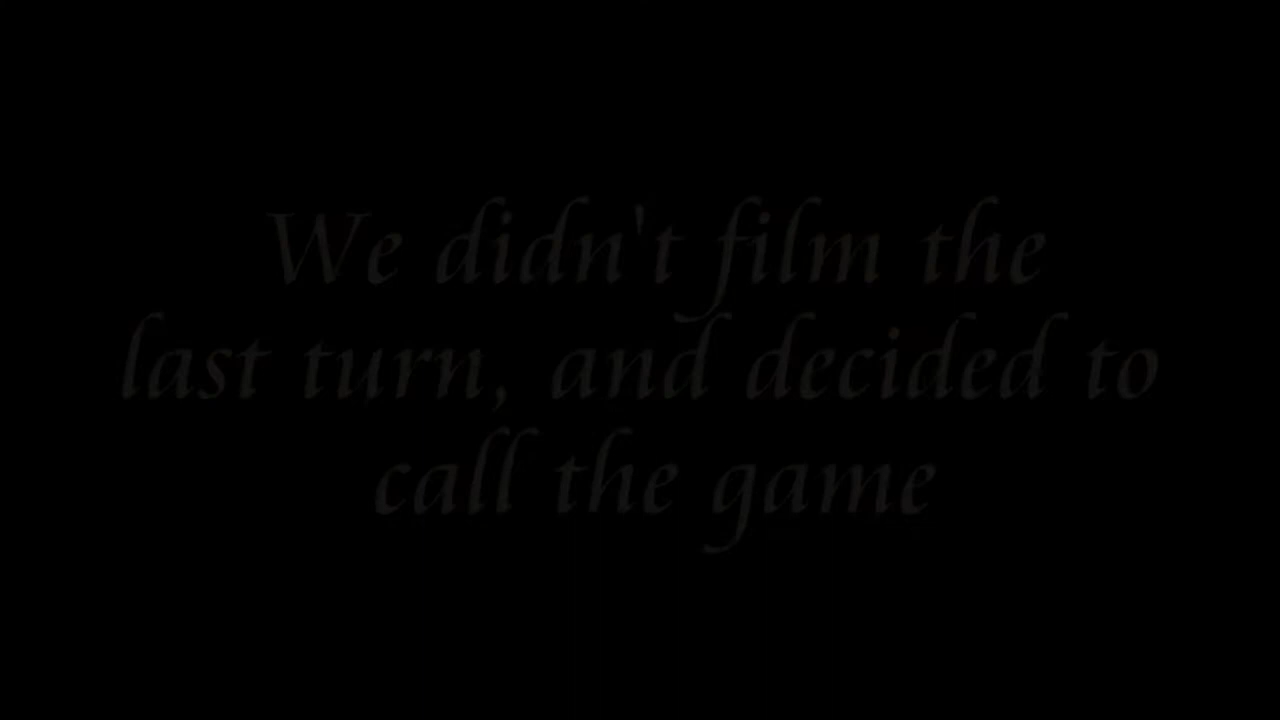 We didn't film the
last turn, and decided to
call the game